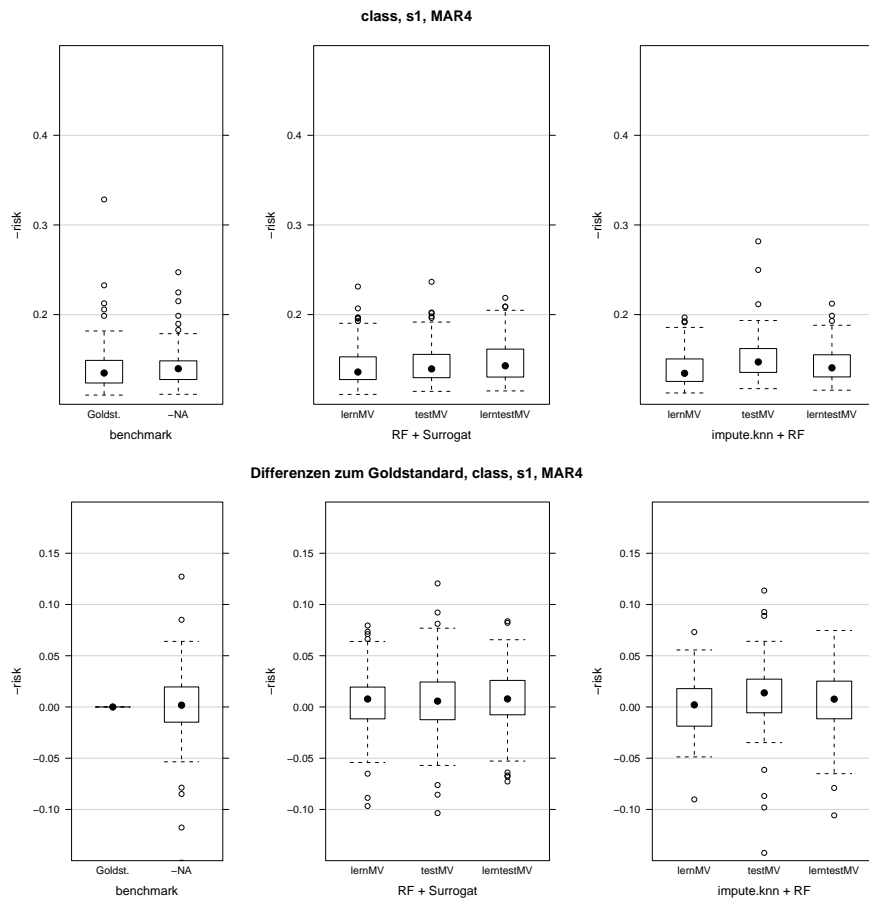 class, s1, MAR4
−risk
0.2
0.3
0.4
Goldst.
−NA
benchmark
−risk
0.2
0.3
0.4
lernMV
testMV
lerntestMV
RF + Surrogat
−risk
0.2
0.3
0.4
lernMV
testMV
lerntestMV
impute.knn + RF
Differenzen zum Goldstandard, class, s1, MAR4
−risk
−0.10
−0.05
0.00
0.05
0.10
0.15
Goldst.
−NA
benchmark
−risk
−0.10
−0.05
0.00
0.05
0.10
0.15
lernMV
testMV
lerntestMV
RF + Surrogat
−risk
−0.10
−0.05
0.00
0.05
0.10
0.15
lernMV
testMV
lerntestMV
impute.knn + RF